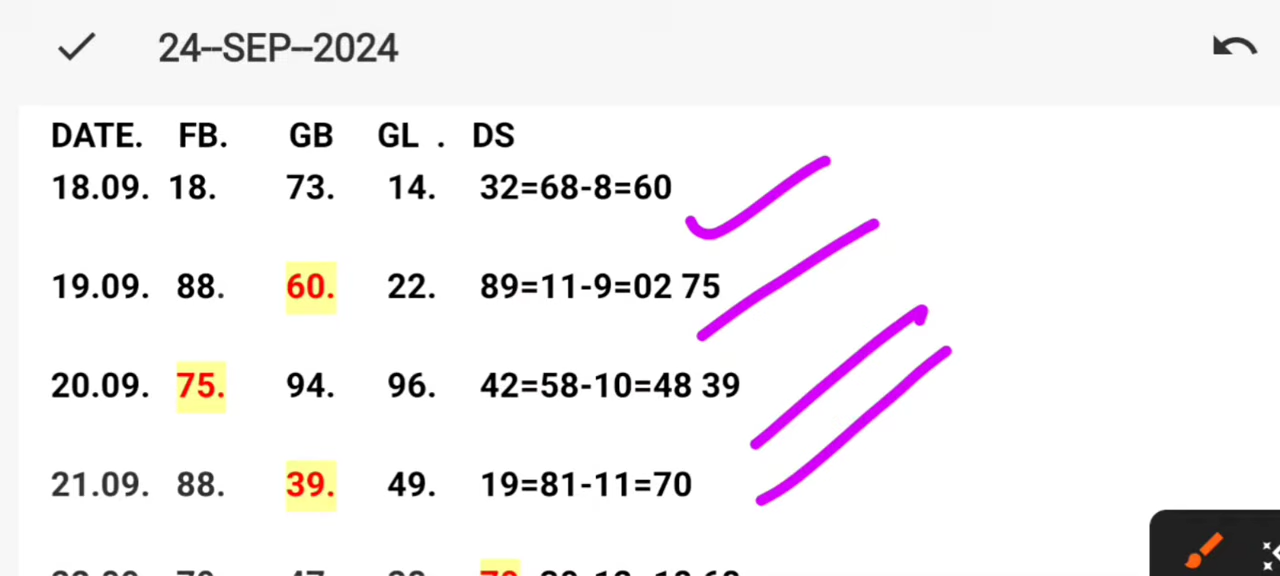 24--SEP--2024
DATE. FB. GB GL . DS
18.09. 18. 73. 14. 32=68-8=60
19.09. 88. 60. 22. 89=11-9=02 75
20.09. 75. 94. 96. 42=58-10=48 39
21.09. 88. 39. 49. 19=81-11=70